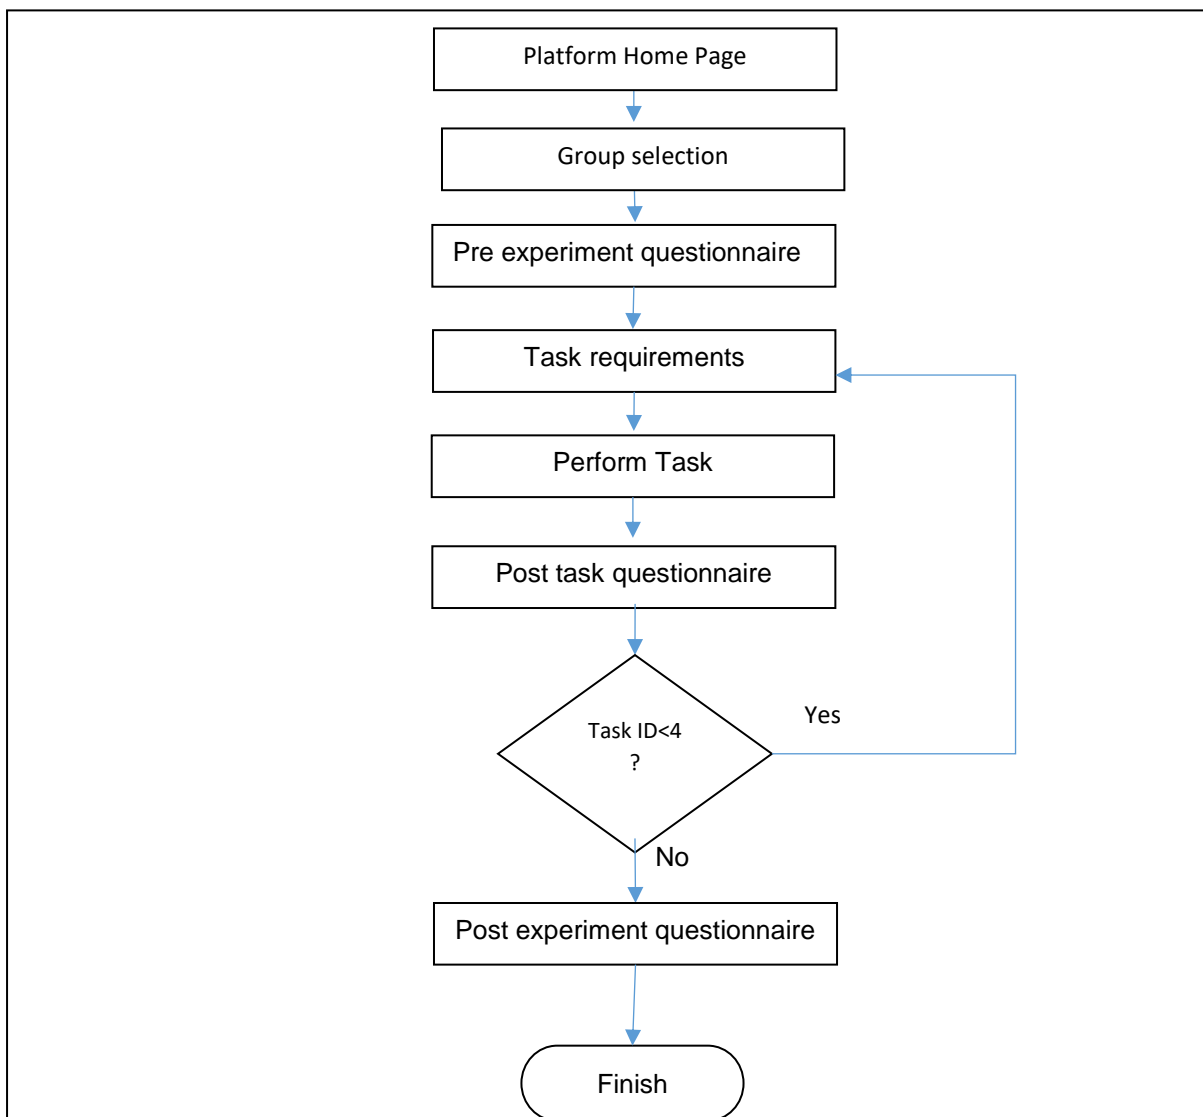 Platform Home Page
Group selection
Pre experiment questionnaire
Task requirements
Perform Task
Post task questionnaire
Task ID<4
?
Yes
No
Post experiment questionnaire
Finish